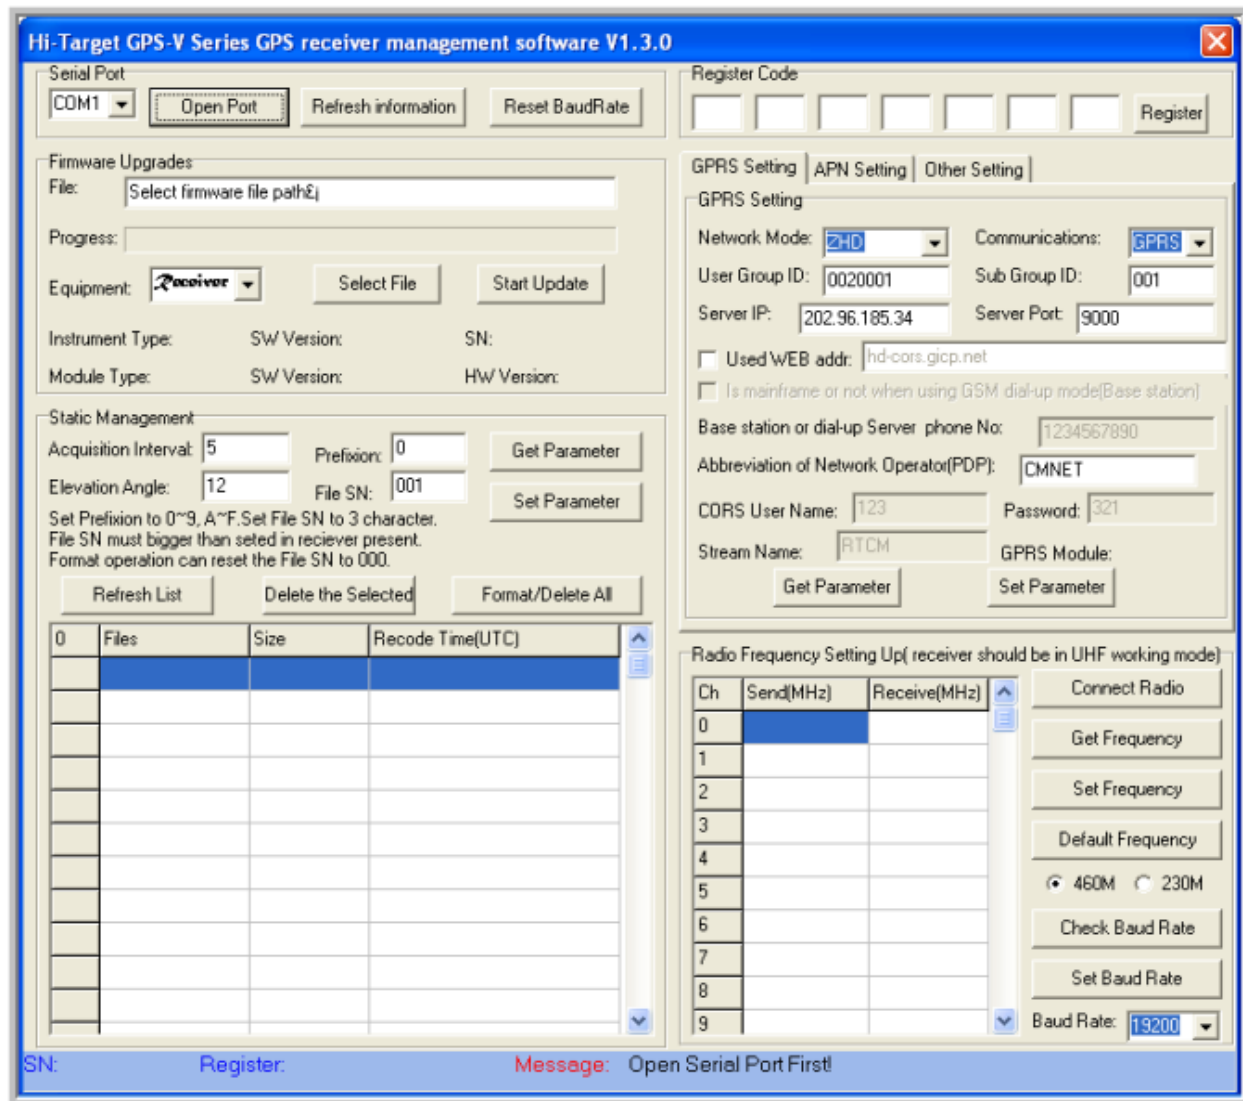 Hi-Target GPS-V Series GPS receiver management software V1.3.0
Serial Port
COM1
Open Port
Refresh information
Reset BaudRate
Register Code
Register
Firmware Upgrades
File:
Select firmware file path£¡
Progress:
Equipment:
Receiver
Select File
Start Update
Instrument Type:
SW Version:
SN:
Module Type:
SW Version:
HW Version:
GPRS Setting
APN Setting
Other Setting
GPRS Setting
Network Mode:
ZHD
Communications:
GPRS
User Group ID:
0020001
Sub Group ID:
001
Server IP:
202.96.185.34
Server Port:
9000
Used WEB addr:
hd-cors.gicp.net
Is mainframe or not when using GSM dial-up mode(Base station)
Base station or dial-up Server phone No:
1234567890
Abbreviation of Network Operator(PDP):
CMNET
CORS User Name:
123
Password:
321
Stream Name:
RTCM
GPRS Module:
Get Parameter
Set Parameter
Static Management
Acquisition Interval:
5
Prefixion:
0
Get Parameter
Elevation Angle:
12
File SN:
001
Set Parameter
Set Prefixion to 0~9, A~F.Set File SN to 3 character.
File SN must bigger than seted in reciever present.
Format operation can reset the File SN to 000.
Refresh List
Delete the Selected
Format/Delete All
0
Files
Size
Recode Time(UTC)
Radio Frequency Setting Up( receiver should be in UHF working mode)
Ch
Send(MHz)
Receive(MHz)
0
1
2
3
4
5
6
7
8
9
Connect Radio
Get Frequency
Set Frequency
Default Frequency
460M
230M
Check Baud Rate
Set Baud Rate
Baud Rate:
19200
SN:
Register:
Message:
Open Serial Port First!